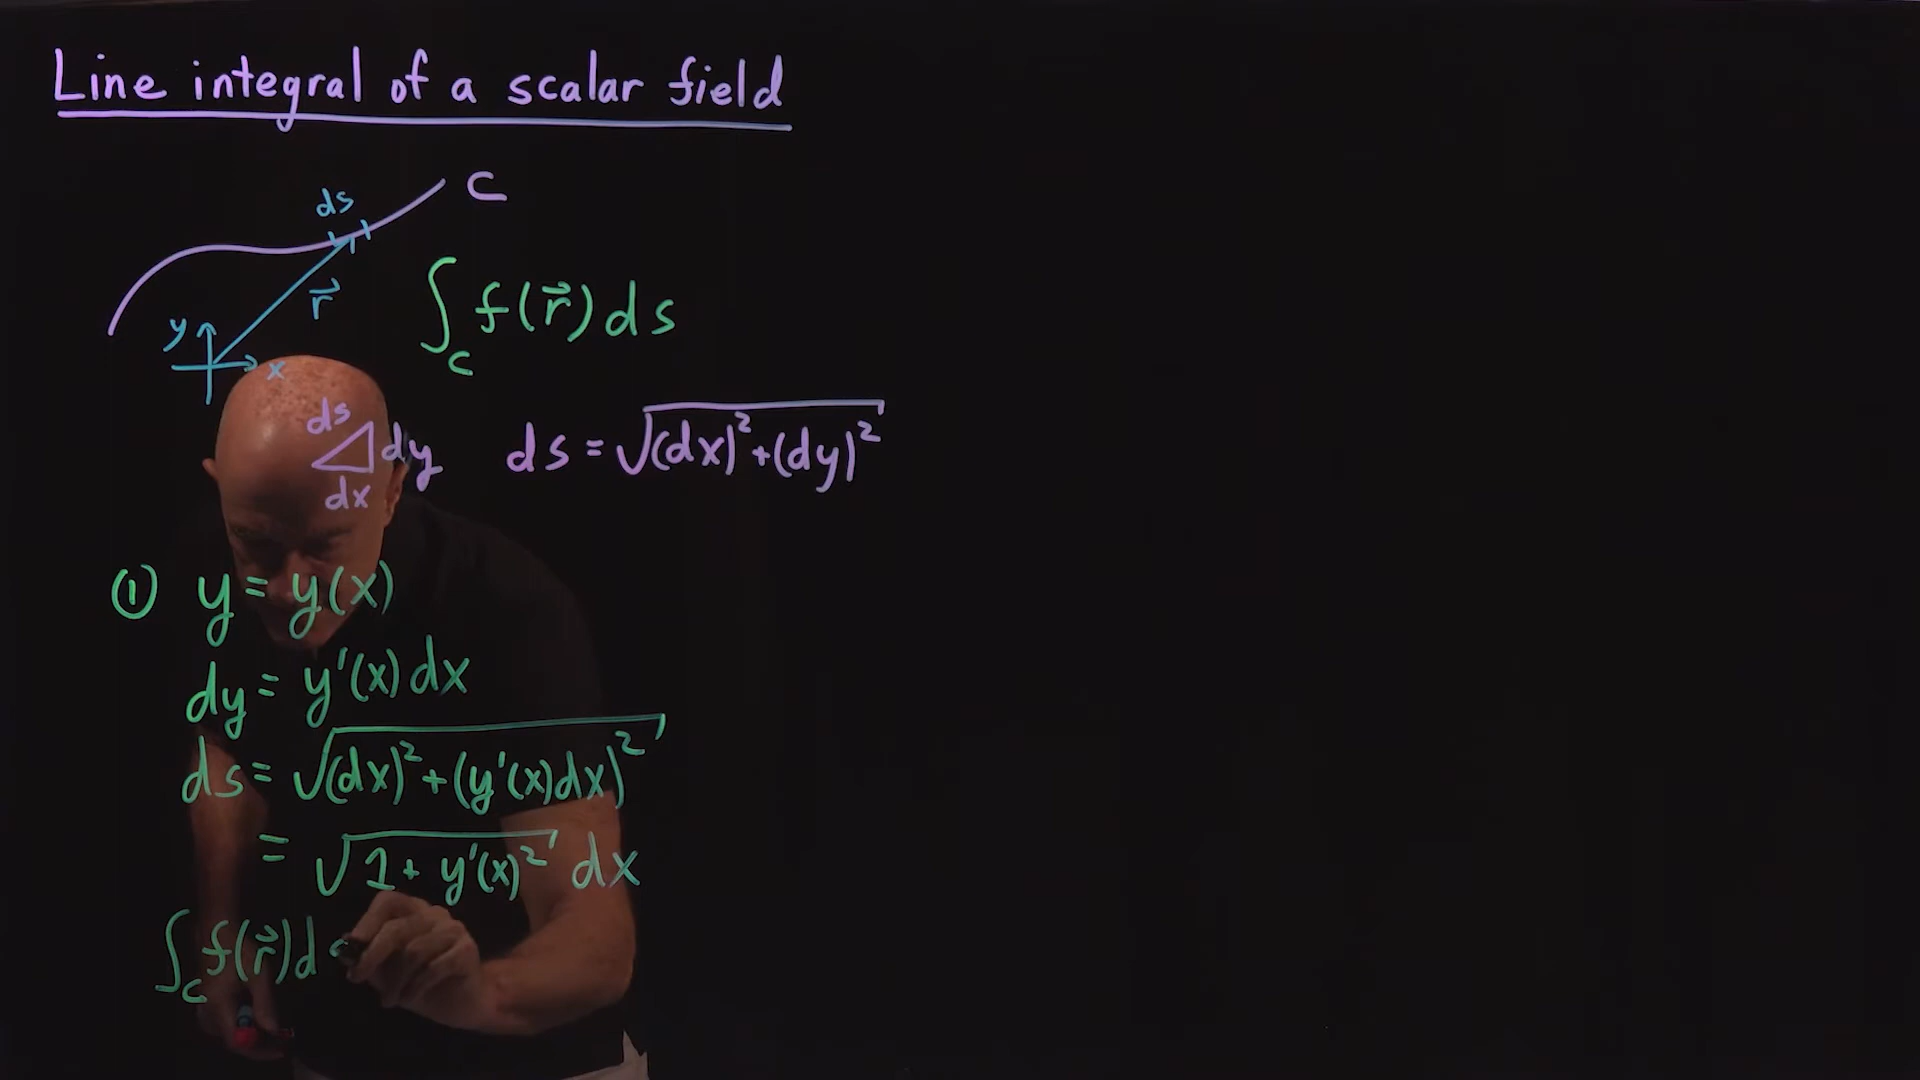 Line integral of a scalar field
C
ds
r⃗
y
x
∫_C f(r⃗) ds
ds
dy
dx
ds = √((dx)² + (dy)²)
① y = y(x)
dy = y'(x) dx
ds = √((dx)² + (y'(x)dx)²)
= √(1 + y'(x)²) dx
∫_C f(r⃗) d